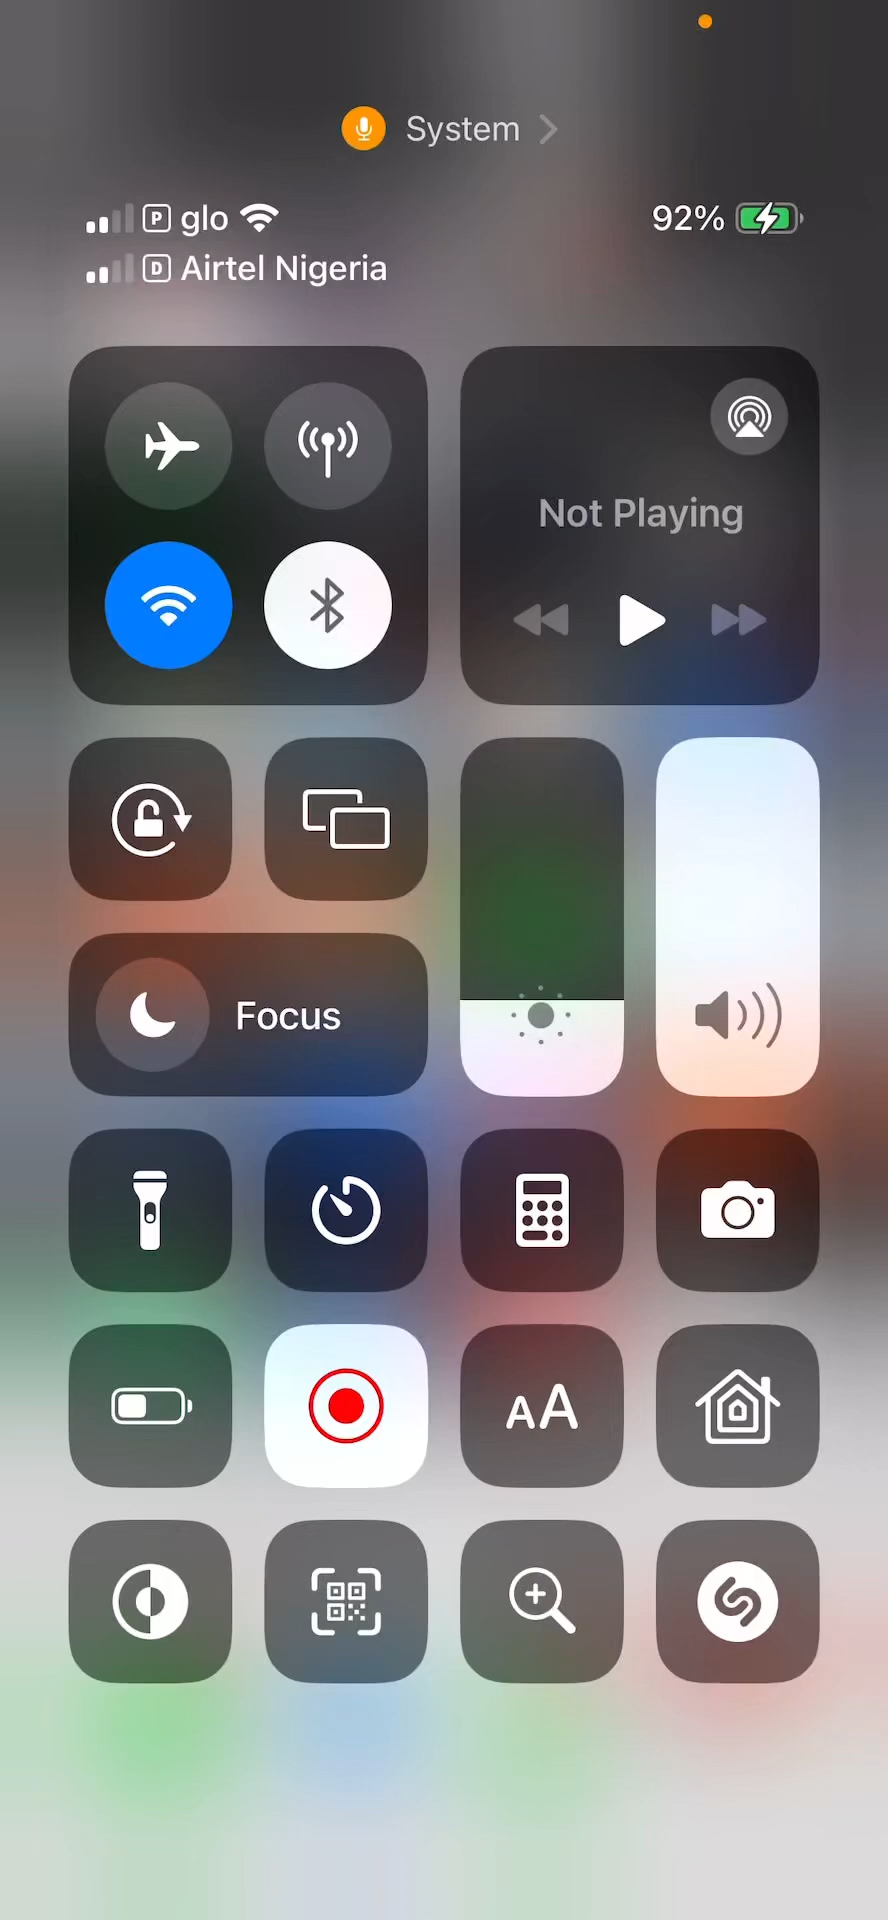 System
P glo
92%
D Airtel Nigeria
Not Playing
Focus
AA